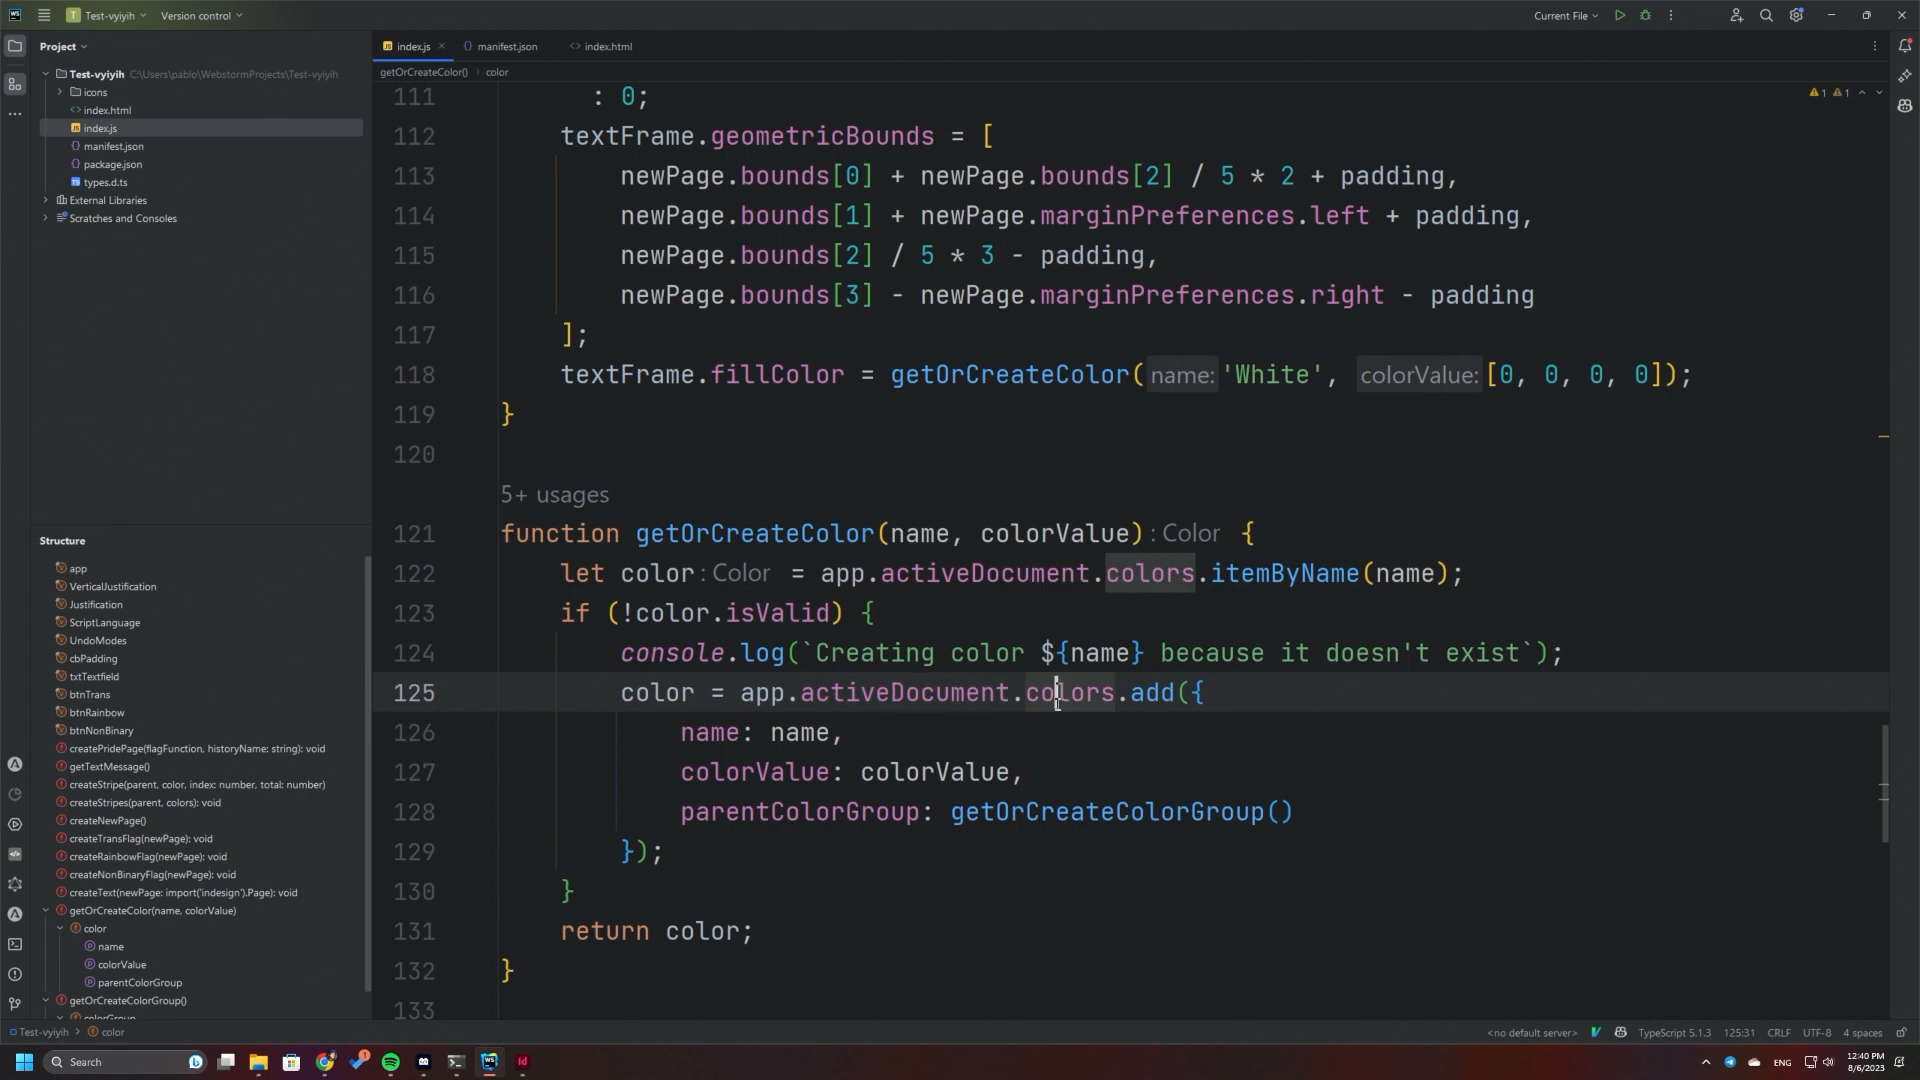 Test-vyiyih
Version control
Current File
Project
index.js
manifest.json
index.html
Test-vyiyih C:\Users\pablo\WebstormProjects\Test-vyiyih
icons
index.html
index.js
manifest.json
package.json
types.d.ts
External Libraries
Scratches and Consoles
getOrCreateColor() color
111 : 0;
112 textFrame.geometricBounds = [
113 newPage.bounds[0] + newPage.bounds[2] / 5 * 2 + padding,
114 newPage.bounds[1] + newPage.marginPreferences.left + padding,
115 newPage.bounds[2] / 5 * 3 - padding,
116 newPage.bounds[3] - newPage.marginPreferences.right - padding
117 ];
118 textFrame.fillColor = getOrCreateColor( name: 'White', colorValue: [0, 0, 0, 0]);
119 }
120
5+ usages
121 function getOrCreateColor(name, colorValue) : Color {
122 let color : Color = app.activeDocument.colors.itemByName(name);
123 if (!color.isValid) {
124 console.log(`Creating color ${name} because it doesn't exist`);
125 color = app.activeDocument.colors.add({
126 name: name,
127 colorValue: colorValue,
128 parentColorGroup: getOrCreateColorGroup()
129 });
130 }
131 return color;
132 }
133
1 1
Structure
app
VerticalJustification
Justification
ScriptLanguage
UndoModes
cbPadding
txtTextfield
btnTrans
btnRainbow
btnNonBinary
createPridePage(flagFunction, historyName: string): void
getTextMessage()
createStripe(parent, color, index: number, total: number)
createStripes(parent, colors): void
createNewPage()
createTransFlag(newPage): void
createRainbowFlag(newPage): void
createNonBinaryFlag(newPage): void
createText(newPage: import('indesign').Page): void
getOrCreateColor(name, colorValue)
color
name
colorValue
parentColorGroup
getOrCreateColorGroup()
colorGroup
Test-vyiyih > color
<no default server>
TypeScript 5.1.3
125:31
CRLF
UTF-8
4 spaces
Search
ENG
12:40 PM
8/6/2023